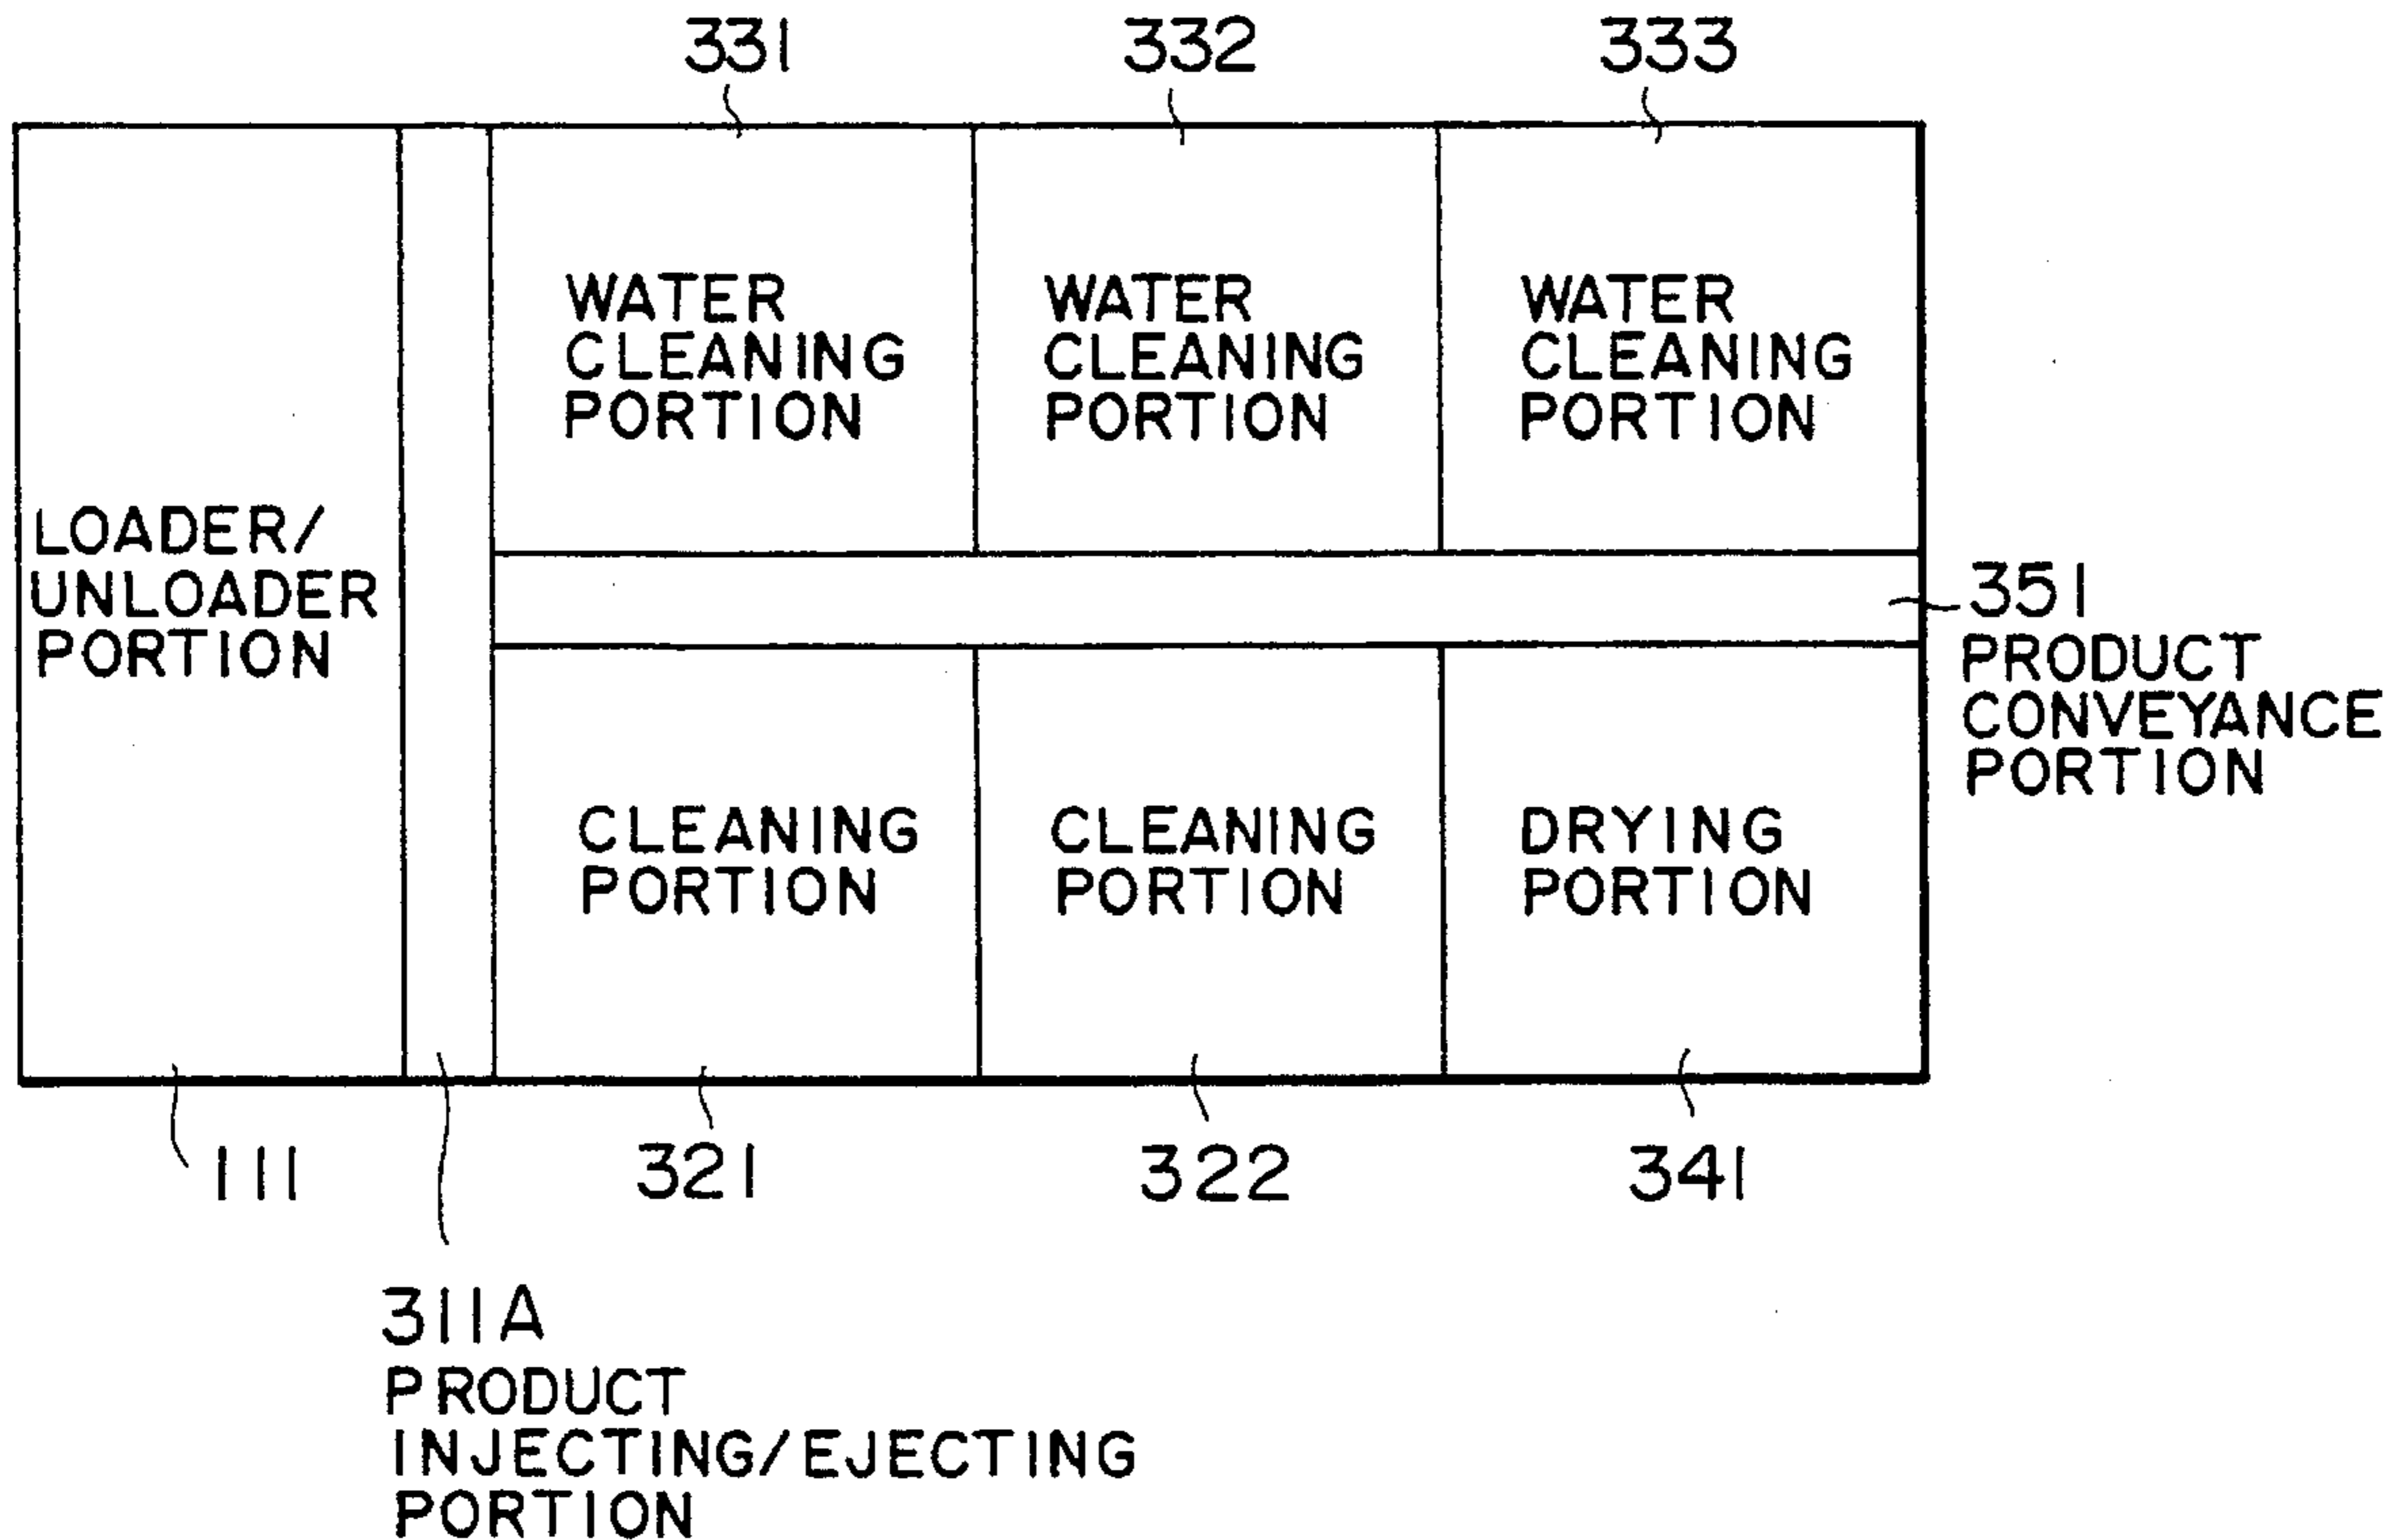 331
332
333
WATER
CLEANING
PORTION
WATER
CLEANING
PORTION
WATER
CLEANING
PORTION
LOADER/
UNLOADER
PORTION
351
PRODUCT
CONVEYANCE
PORTION
CLEANING
PORTION
CLEANING
PORTION
DRYING
PORTION
111
321
322
341
311A
PRODUCT
INJECTING/EJECTING
PORTION